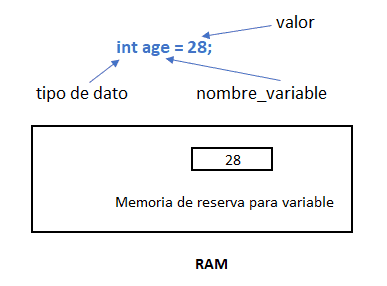 valor
int age = 28;
tipo de dato
nombre_variable
28
Memoria de reserva para variable
RAM